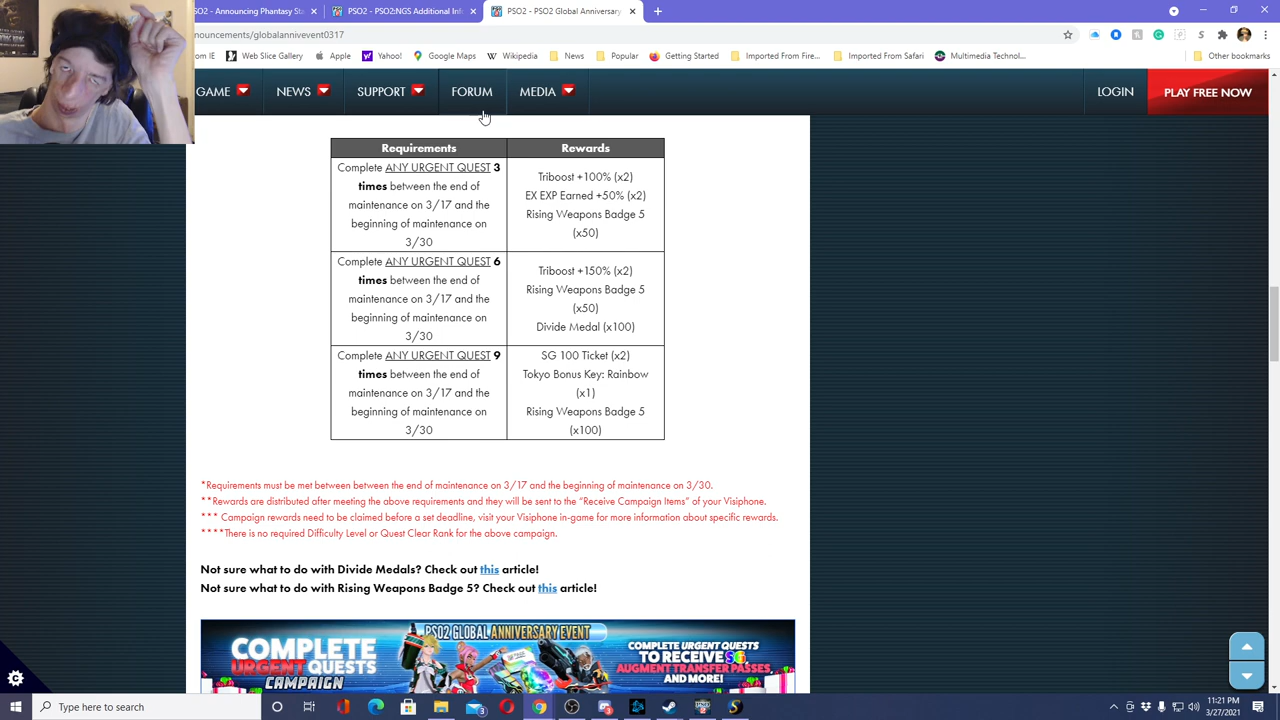 PSO2 - Announcing Phantasy Sta
PSO2 - PSO2:NGS Additional Infor
PSO2 - PSO2 Global Anniversary
nnouncements/globalannivevent0317
om IE
Web Slice Gallery
Apple
Yahoo!
Google Maps
Wikipedia
News
Popular
Getting Started
Imported From Fire...
Imported From Safari
Multimedia Technol...
Other bookmarks
GAME
NEWS
SUPPORT
FORUM
MEDIA
LOGIN
PLAY FREE NOW
Requirements
Rewards
Complete ANY URGENT QUEST 3
times between the end of
maintenance on 3/17 and the
beginning of maintenance on
3/30
Triboost +100% (x2)
EX EXP Earned +50% (x2)
Rising Weapons Badge 5
(x50)
Complete ANY URGENT QUEST 6
times between the end of
maintenance on 3/17 and the
beginning of maintenance on
3/30
Triboost +150% (x2)
Rising Weapons Badge 5
(x50)
Divide Medal (x100)
Complete ANY URGENT QUEST 9
times between the end of
maintenance on 3/17 and the
beginning of maintenance on
3/30
SG 100 Ticket (x2)
Tokyo Bonus Key: Rainbow
(x1)
Rising Weapons Badge 5
(x100)
*Requirements must be met between between the end of maintenance on 3/17 and the beginning of maintenance on 3/30.
**Rewards are distributed after meeting the above requirements and they will be sent to the "Receive Campaign Items" of your Visiphone.
*** Campaign rewards need to be claimed before a set deadline, visit your Visiphone in-game for more information about specific rewards.
****There is no required Difficulty Level or Quest Clear Rank for the above campaign.
Not sure what to do with Divide Medals? Check out this article!
Not sure what to do with Rising Weapons Badge 5? Check out this article!
PSO2 GLOBAL ANNIVERSARY EVENT
COMPLETE
URGENT QUESTS
CAMPAIGN
COMPLETE URGENT QUESTS
TO RECEIVE SG
AUGMENT TRANSFER PASSES
AND MORE!
Type here to search
3
11:21 PM
3/27/2021